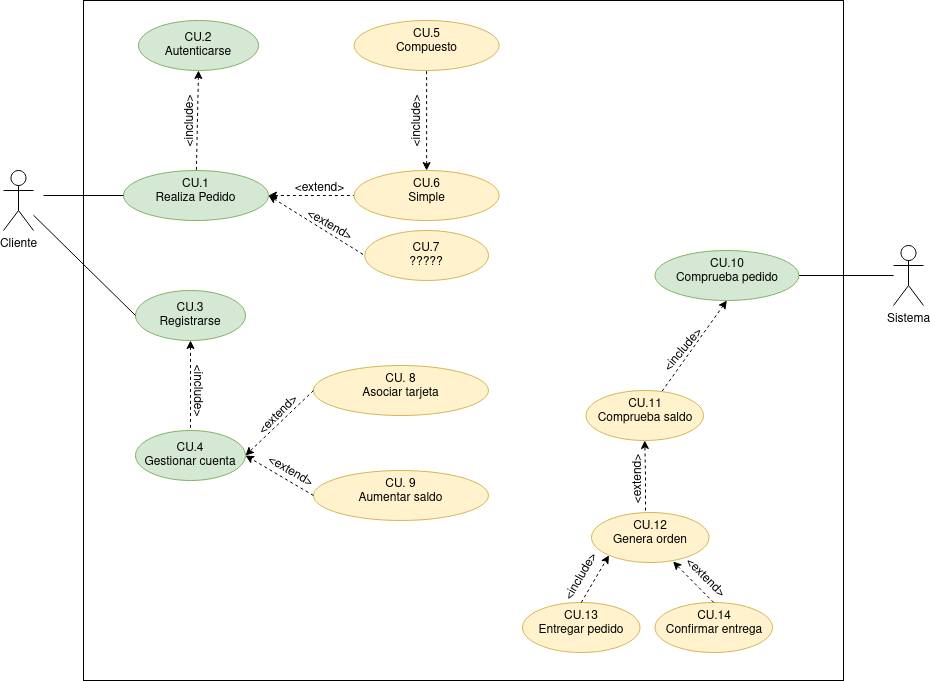 CU.2
Autenticarse
CU.5
Compuesto
<include>
<include>
CU.1
Realiza Pedido
<extend>
CU.6
Simple
<extend>
CU.7
?????
Cliente
CU.10
Comprueba pedido
Sistema
CU.3
Registrarse
<include>
<include>
CU. 8
Asociar tarjeta
<extend>
CU.11
Comprueba saldo
CU.4
Gestionar cuenta
<extend>
CU. 9
Aumentar saldo
<extend>
CU.12
Genera orden
<include>
<extend>
CU.13
Entregar pedido
CU.14
Confirmar entrega